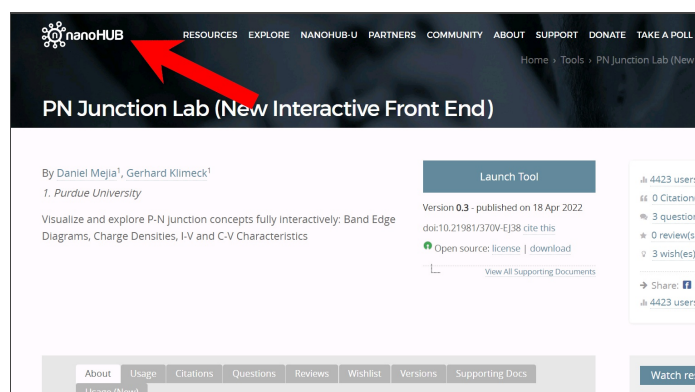 nanoHUB
RESOURCES EXPLORE NANOHUB-U PARTNERS COMMUNITY ABOUT SUPPORT DONATE TAKE A POLL
Home › Tools › PN Junction Lab (New
PN Junction Lab (New Interactive Front End)
By Daniel Mejia1, Gerhard Klimeck1
1. Purdue University
Visualize and explore P-N junction concepts fully interactively: Band Edge
Diagrams, Charge Densities, I-V and C-V Characteristics
Launch Tool
Version 0.3 - published on 18 Apr 2022
doi:10.21981/370V-EJ38 cite this
Open source: license | download
View All Supporting Documents
4423 users
0 Citation
3 question
0 review(s
3 wish(es)
Share:
4423 users
About Usage Citations Questions Reviews Wishlist Versions Supporting Docs
Usage (New)
Watch re